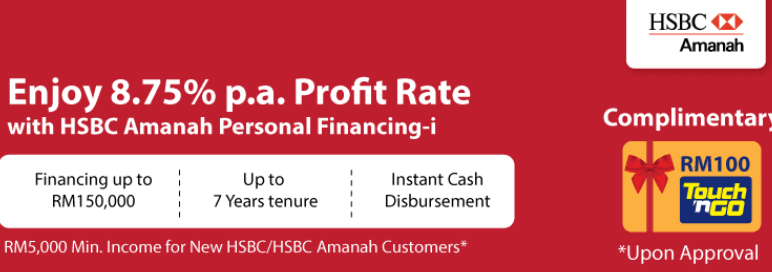 HSBC
Amanah
Enjoy 8.75% p.a. Profit Rate
with HSBC Amanah Personal Financing-i
Financing up to
RM150,000
Up to
7 Years tenure
Instant Cash
Disbursement
RM5,000 Min. Income for New HSBC/HSBC Amanah Customers*
Complimentary
RM100
Touch
'nGO
*Upon Approval